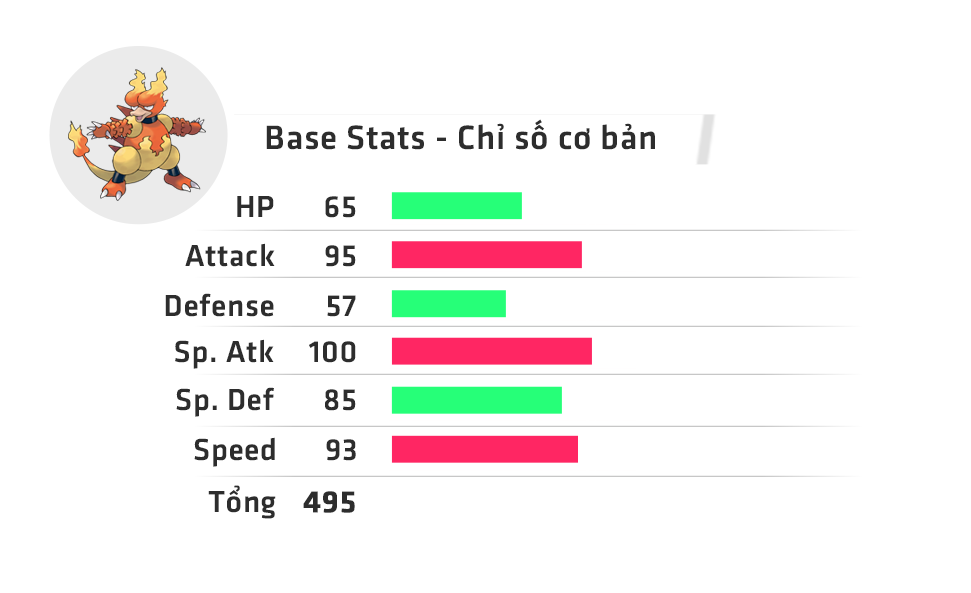 Base Stats - Chỉ số cơ bản
HP 65
Attack 95
Defense 57
Sp. Atk 100
Sp. Def 85
Speed 93
Tổng 495